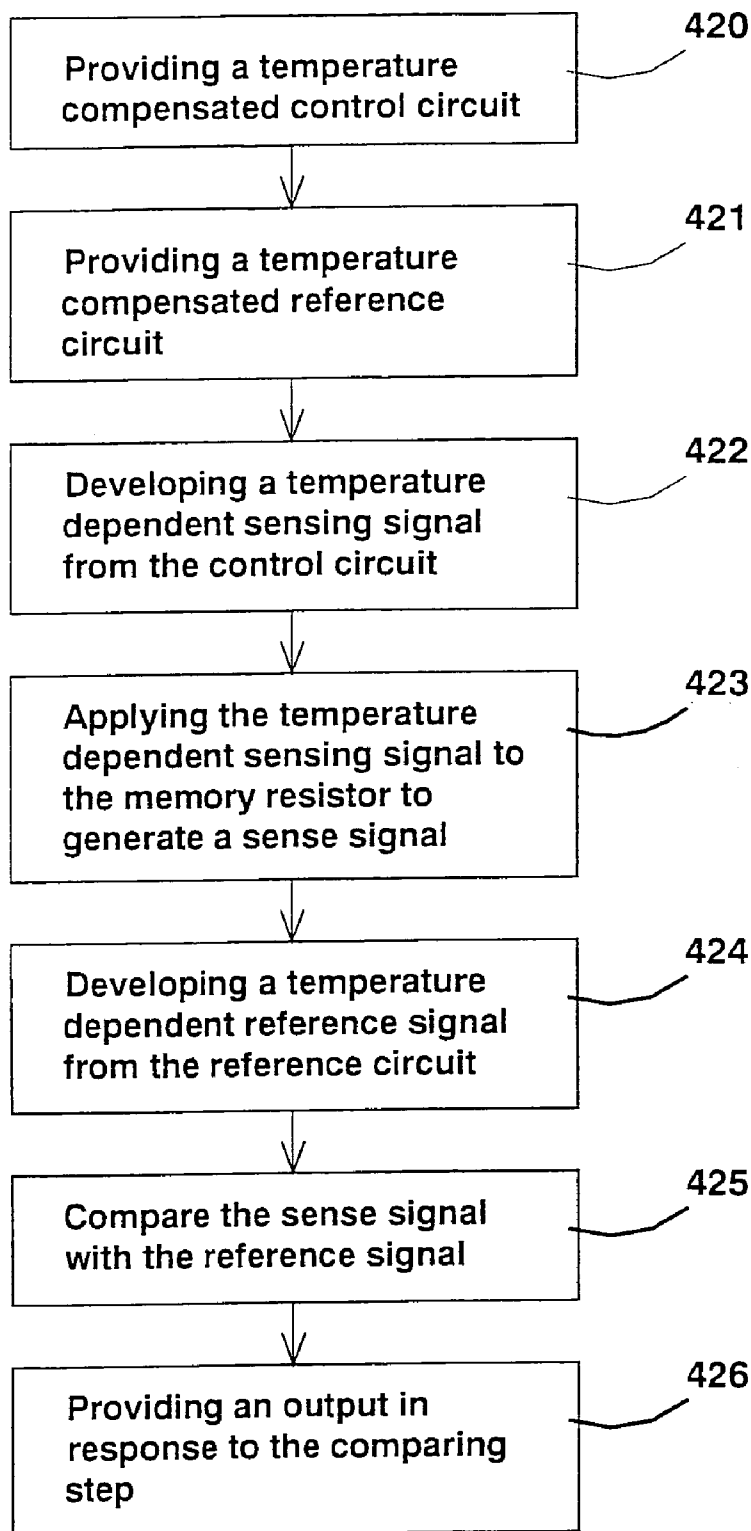 420
Providing a temperature
compensated control circuit
421
Providing a temperature
compensated reference
circuit
422
Developing a temperature
dependent sensing signal
from the control circuit
423
Applying the temperature
dependent sensing signal to
the memory resistor to
generate a sense signal
424
Developing a temperature
dependent reference signal
from the reference circuit
425
Compare the sense signal
with the reference signal
426
Providing an output in
response to the comparing
step